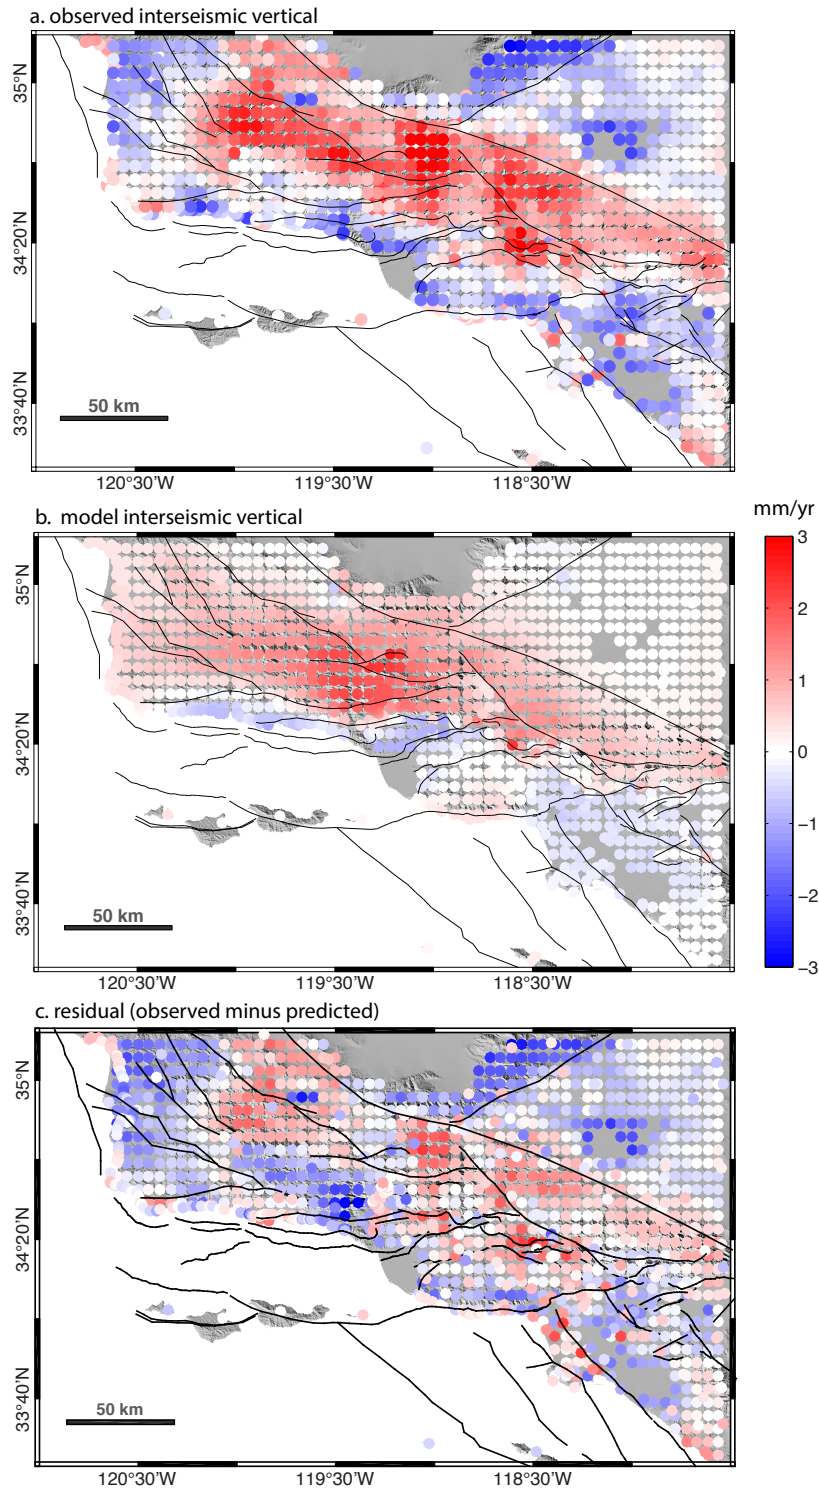 a. observed interseismic vertical
35°N
34°20'N
33°40'N
50 km
120°30'W 119°30'W 118°30'W
b. model interseismic vertical
35°N
34°20'N
33°40'N
50 km
120°30'W 119°30'W 118°30'W
mm/yr
3
2
1
0
−1
−2
−3
c. residual (observed minus predicted)
35°N
34°20'N
33°40'N
50 km
120°30'W 119°30'W 118°30'W